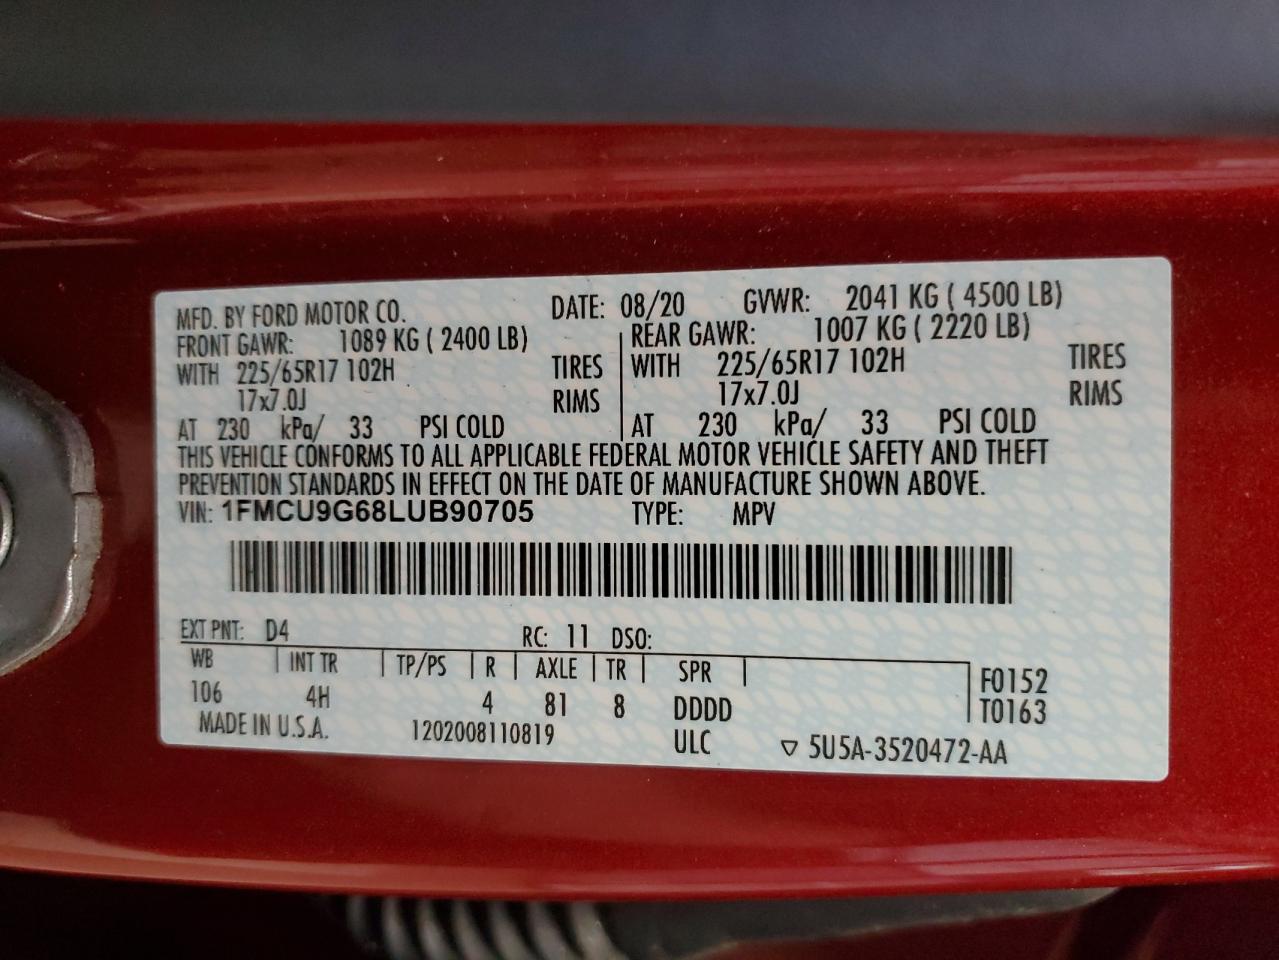 MFD. BY FORD MOTOR CO. DATE: 08/20 GVWR: 2041 KG ( 4500 LB)
FRONT GAWR: 1089 KG ( 2400 LB) REAR GAWR: 1007 KG ( 2220 LB)
WITH 225/65R17 102H TIRES WITH 225/65R17 102H TIRES
17x7.0J RIMS 17x7.0J RIMS
AT 230 kPa/ 33 PSI COLD AT 230 kPa/ 33 PSI COLD
THIS VEHICLE CONFORMS TO ALL APPLICABLE FEDERAL MOTOR VEHICLE SAFETY AND THEFT
PREVENTION STANDARDS IN EFFECT ON THE DATE OF MANUFACTURE SHOWN ABOVE.
VIN: 1FMCU9G68LUB90705 TYPE: MPV
EXT PNT: D4 RC: 11 DSO:
WB INT TR TP/PS R AXLE TR SPR F0152
106 4H 4 81 8 DDDD T0163
MADE IN U.S.A. 1202008110819 ULC ▽ 5U5A-3520472-AA